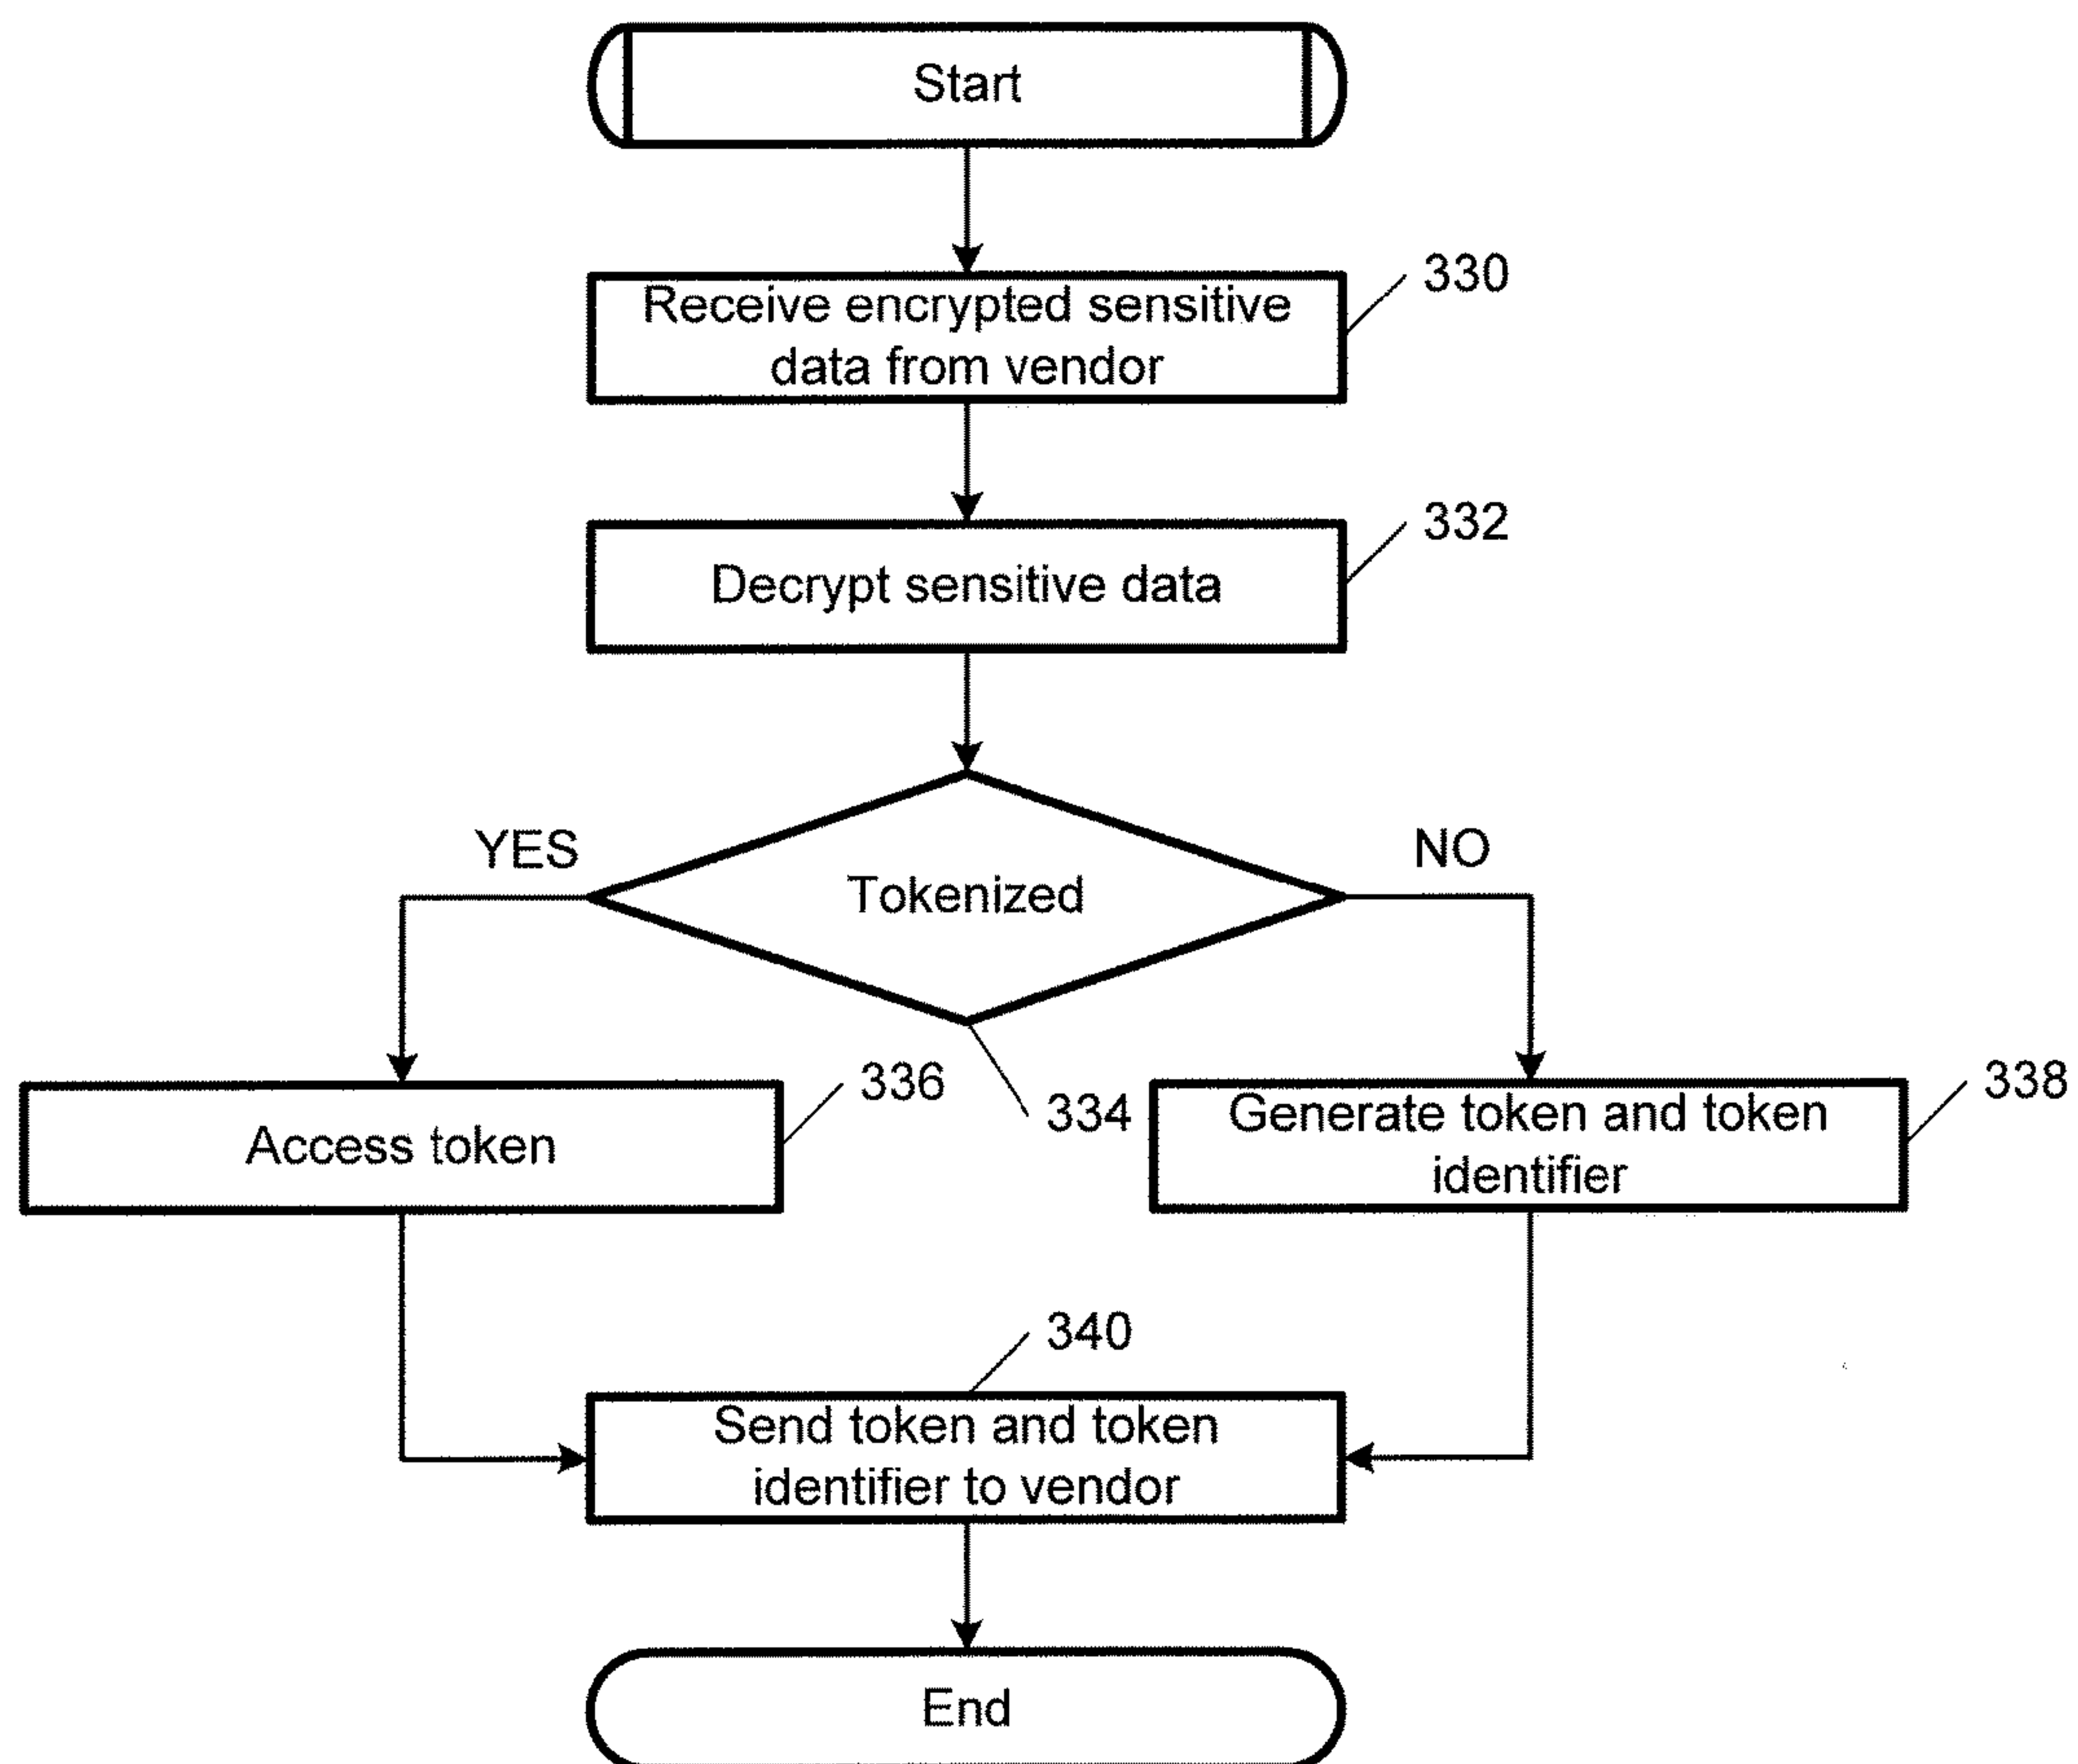 Start
Receive encrypted sensitive
data from vendor
330
Decrypt sensitive data
332
YES
NO
Tokenized
334
Access token
336
Generate token and token
identifier
338
340
Send token and token
identifier to vendor
End